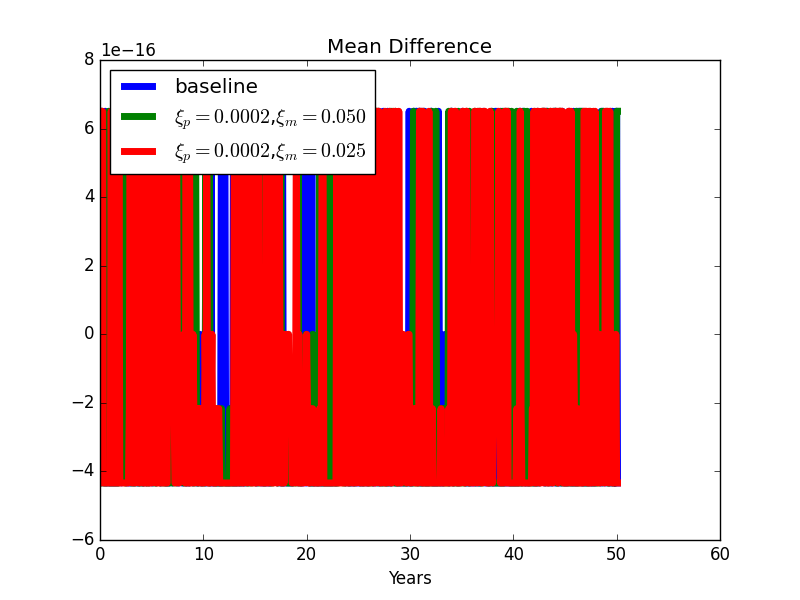 Mean Difference
1e−16
8
6
4
2
0
−2
−4
−6
baseline
ξp = 0.0002,ξm = 0.050
ξp = 0.0002,ξm = 0.025
0 10 20 30 40 50 60
Years